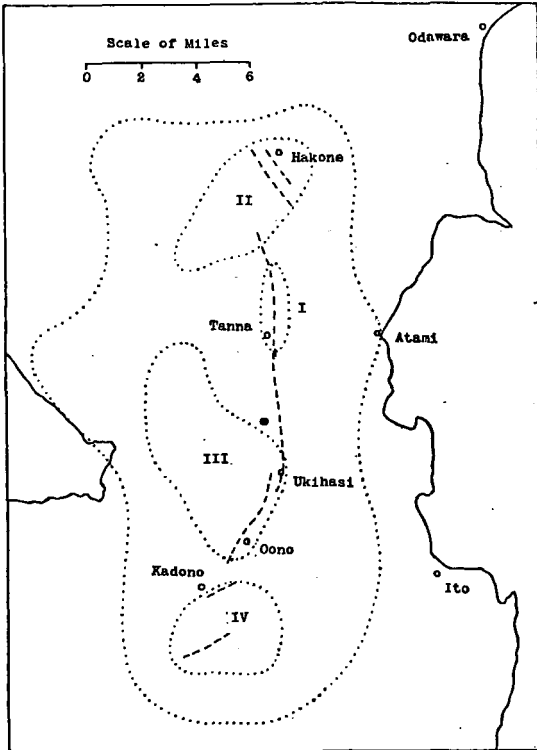 Odawara
Scale of Miles
0 2 4 6
Hakone
II
I
Tanna
Atami
III
Ukihasi
Oono
Kadono
Ito
IV